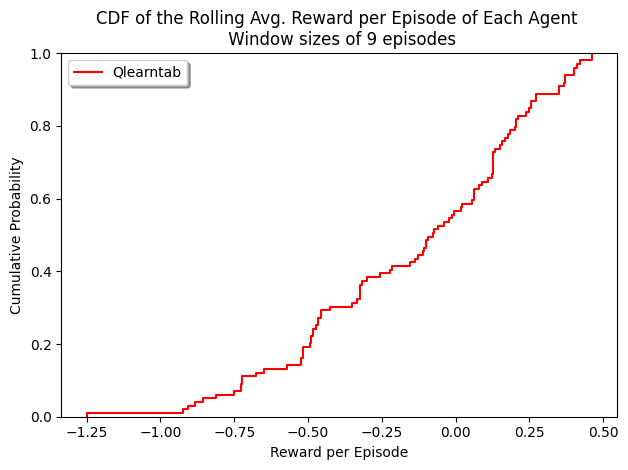 CDF of the Rolling Avg. Reward per Episode of Each Agent
Window sizes of 9 episodes
Qlearntab
1.0
0.8
0.6
0.4
0.2
0.0
Cumulative Probability
−1.25 −1.00 −0.75 −0.50 −0.25 0.00 0.25 0.50
Reward per Episode